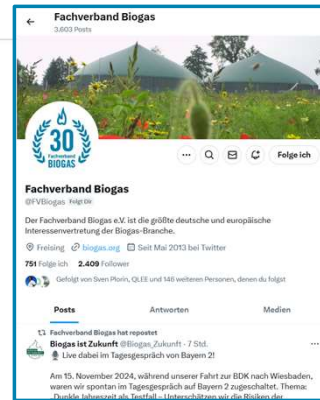 Fachverband Biogas
3.603 Posts
30
Fachverband
BIOGAS
Folge ich
Fachverband Biogas
@FVBiogas Folgt Dir
Der Fachverband Biogas e.V. ist die größte deutsche und europäische
Interessenvertretung der Biogas-Branche.
Freising biogas.org Seit Mai 2013 bei Twitter
751 Folge ich 2.409 Follower
Gefolgt von Sven Plorin, QLEE und 146 weiteren Personen, denen du folgst
Posts Antworten Medien
Fachverband Biogas hat repostet
Biogas ist Zukunft @Biogas_Zukunft · 7 Std.
Live dabei im Tagesgespräch von Bayern 2!
Am 15. November 2024, während unserer Fahrt zur BDK nach Wiesbaden,
waren wir spontan im Tagesgespräch auf Bayern 2 zugeschaltet. Thema:
„Dunkle Jahreszeit als Testfall – Unterschätzen wir die Risiken der